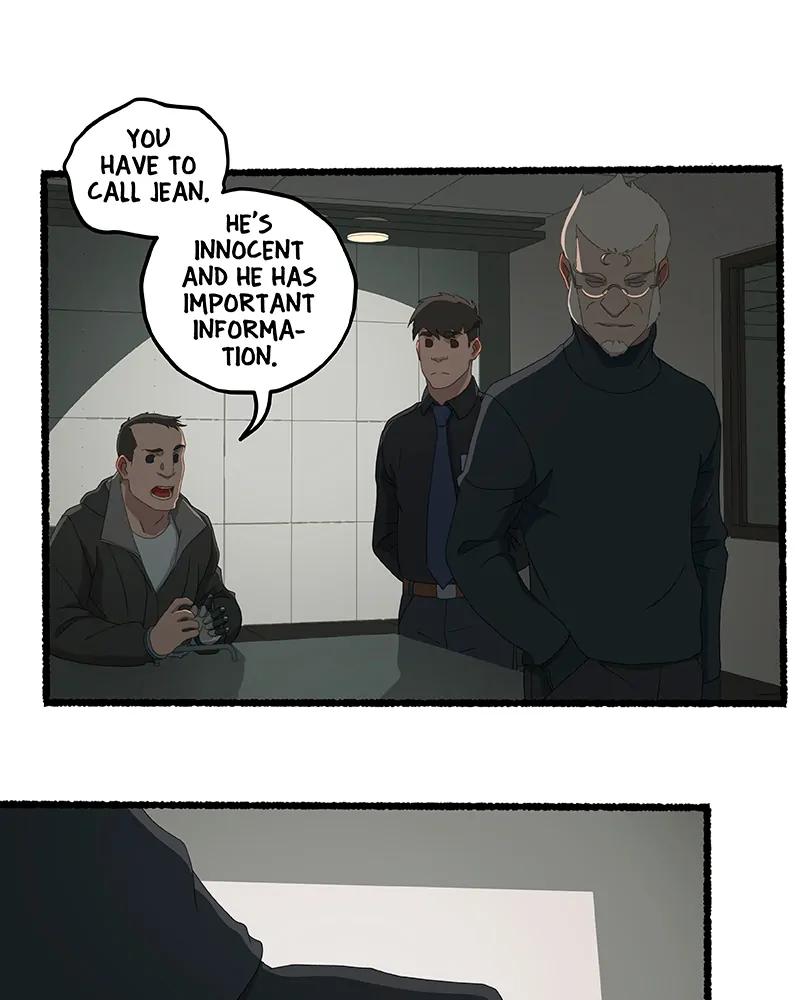 YOU
HAVE TO
CALL JEAN.
HE'S
INNOCENT
AND HE HAS
IMPORTANT
INFORMA-
TION.